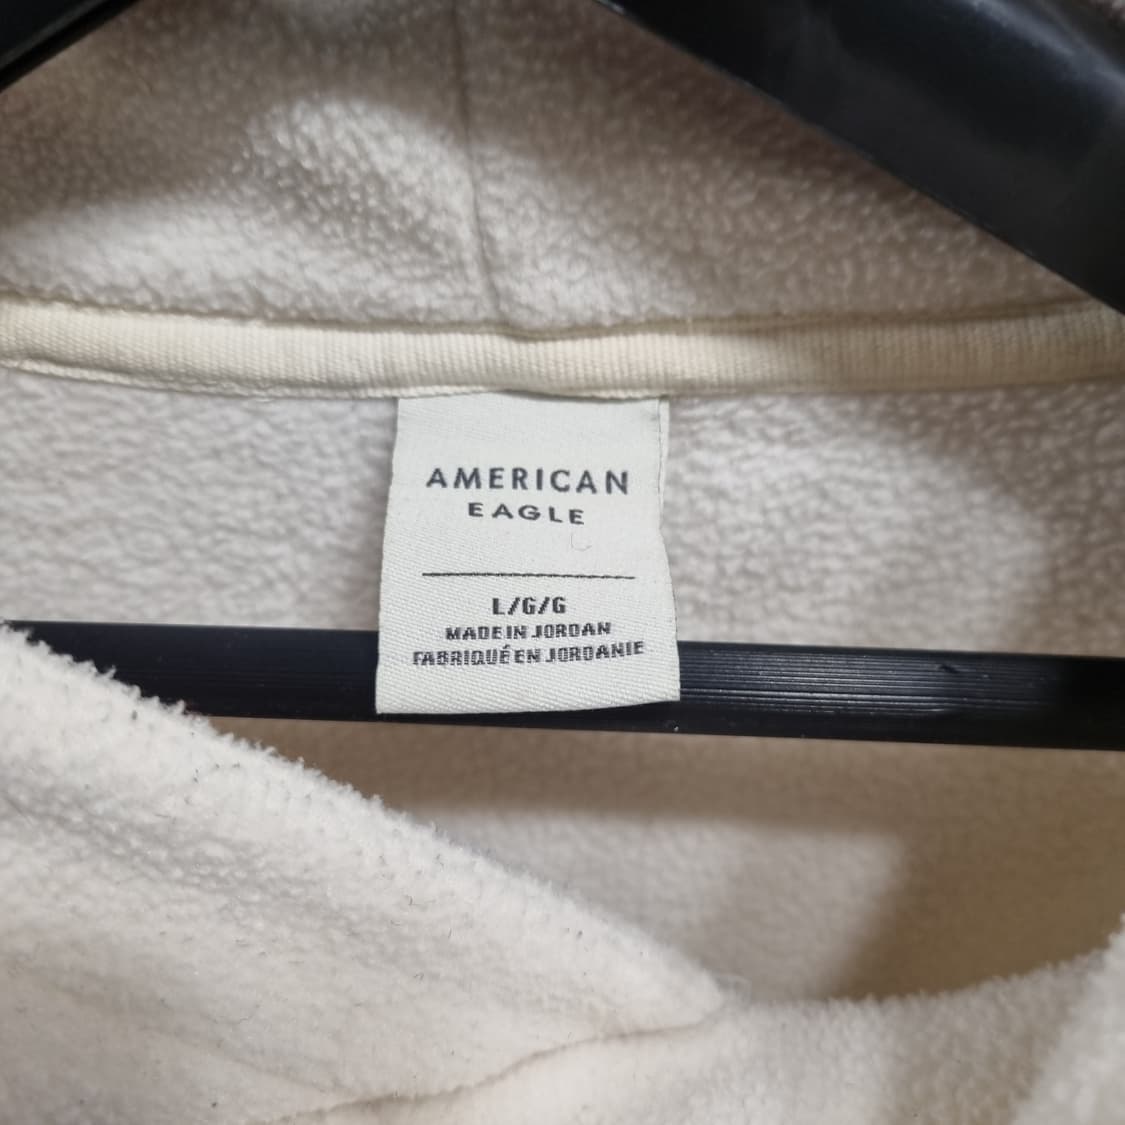 AMERICAN
EAGLE
L/G/G
MADE IN JORDAN
FABRIQUÉ EN JORDANIE